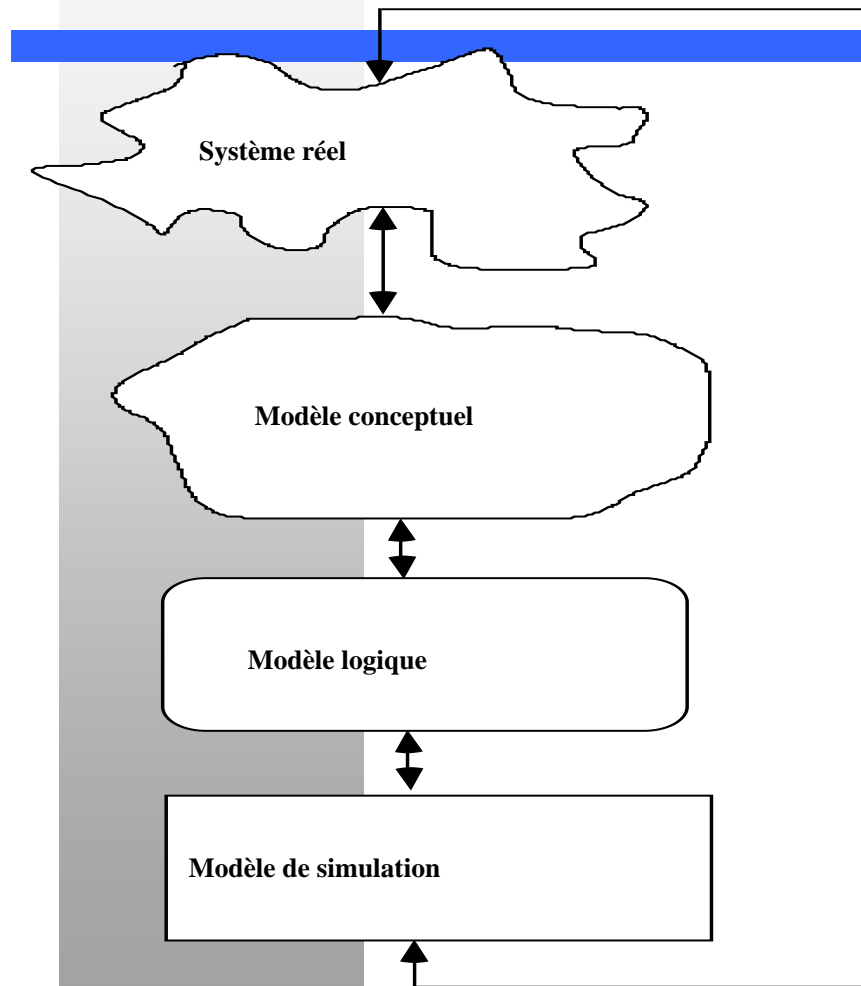 Système réel
Modèle conceptuel
Modèle logique
Modèle de simulation